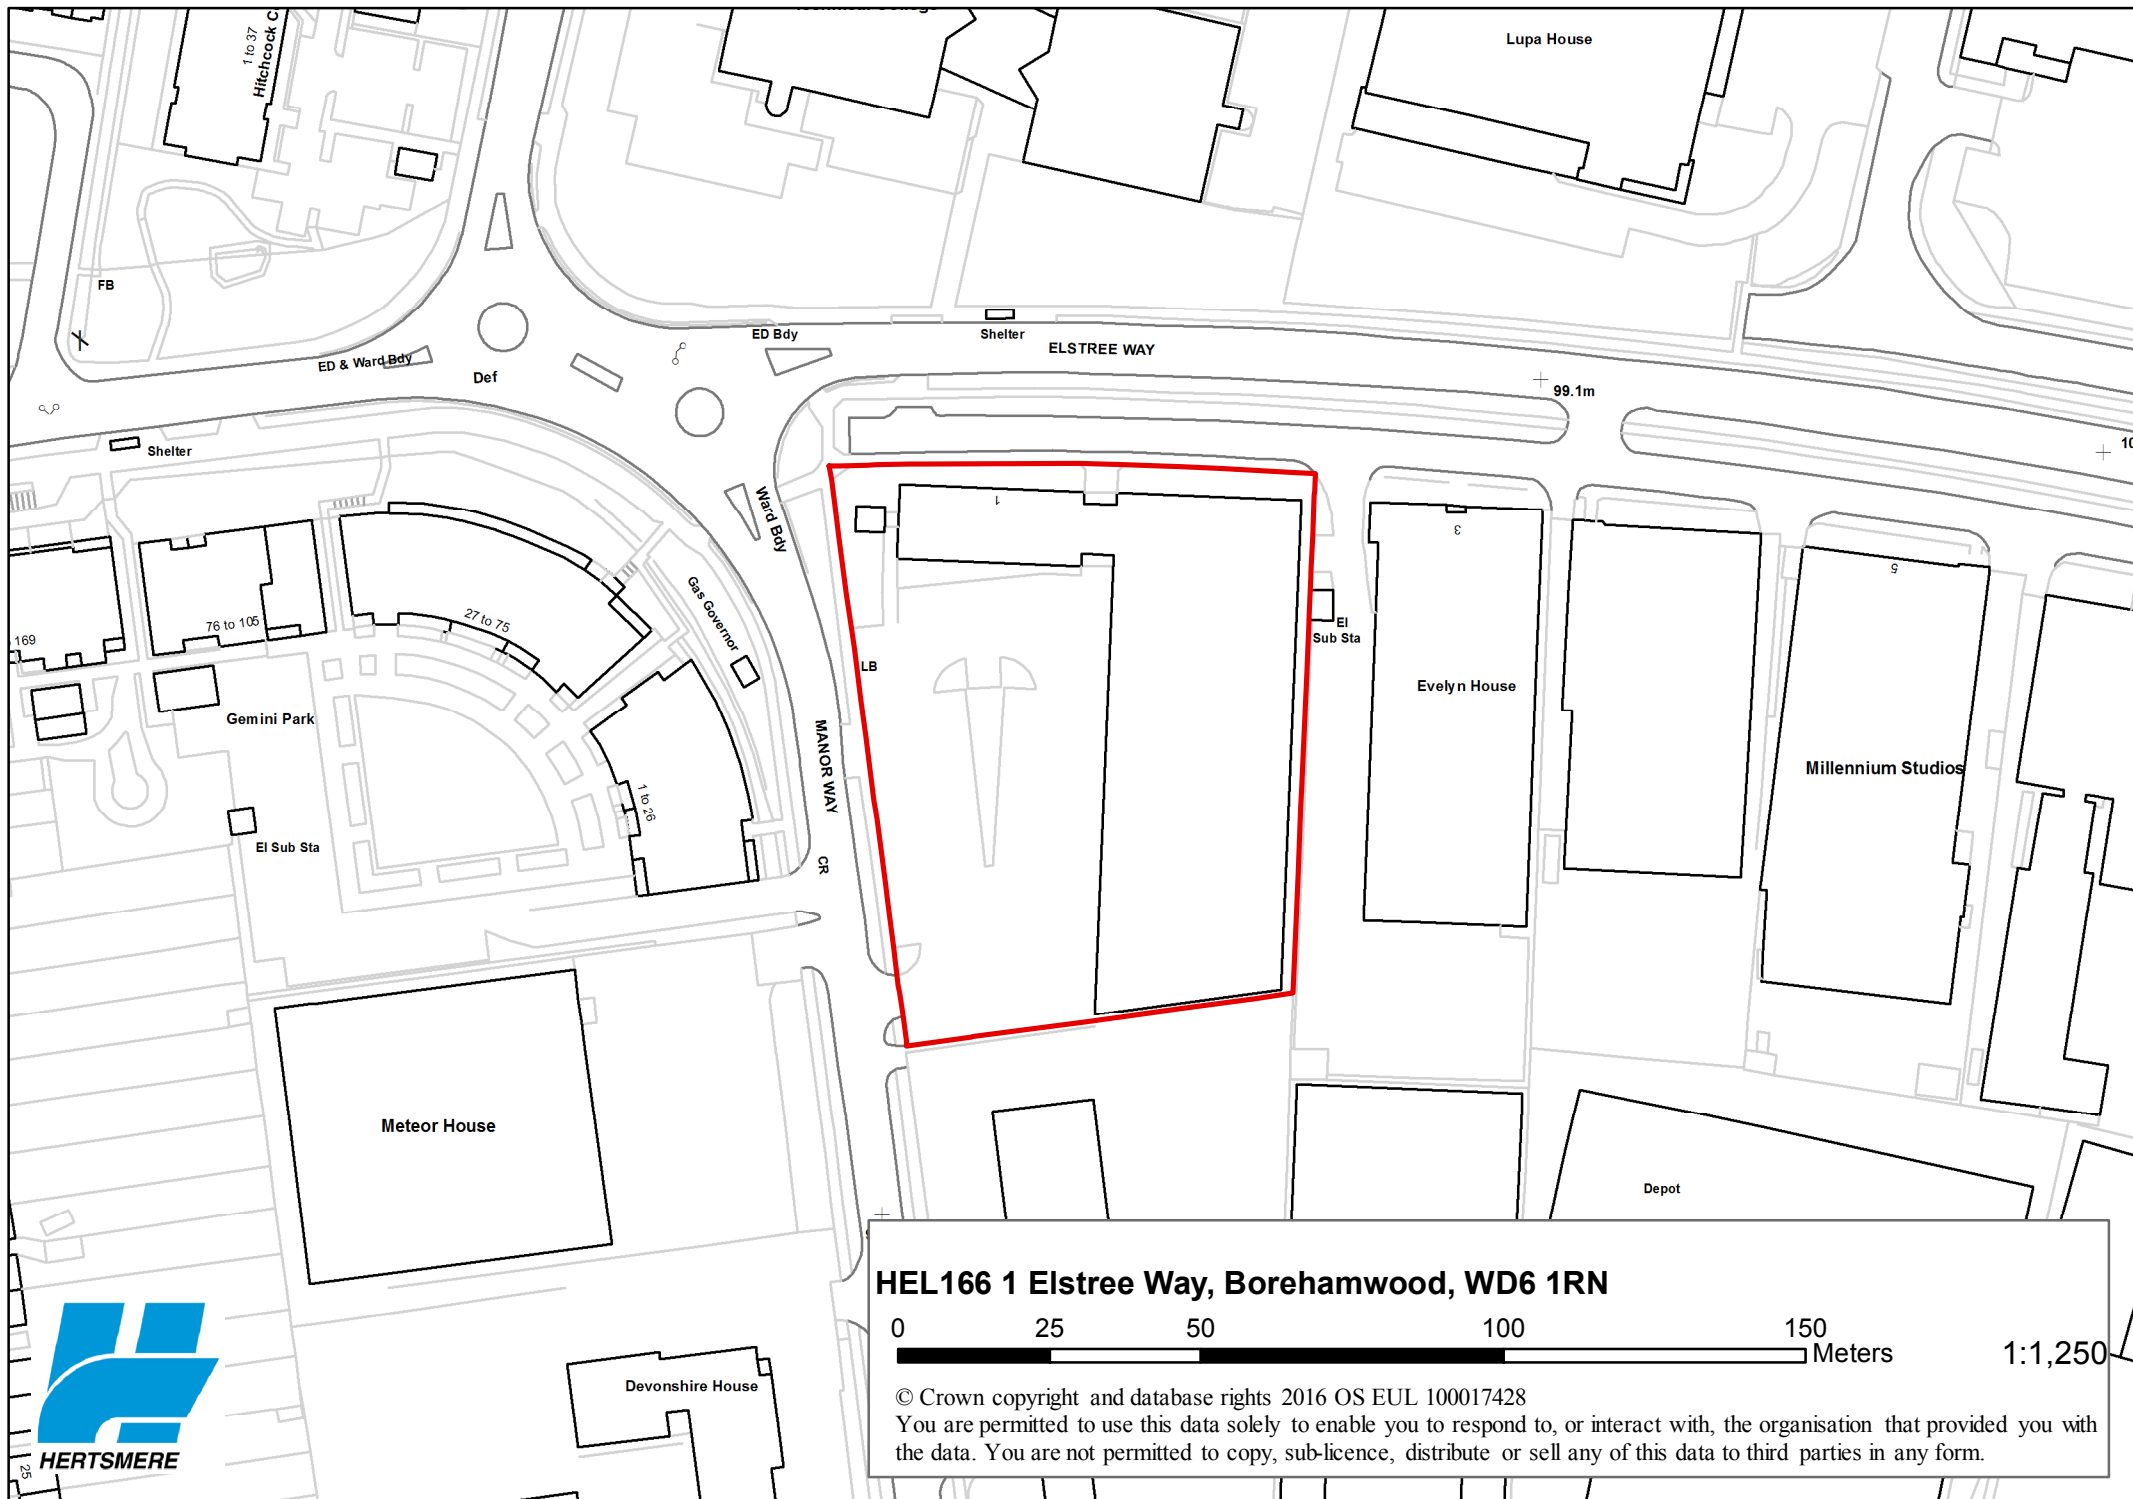 1 to 37
Hitchcock
Lupa House
FB
ED & Ward Bdy
Def
ED Bdy
Shelter
ELSTREE WAY
99.1m
10
Shelter
Ward Bdy
1
3
5
Gas Governor
169
76 to 105
27 to 75
El
Sub Sta
LB
Evelyn House
Gemini Park
MANOR WAY
Millennium Studios
1 to 26
El Sub Sta
CR
Meteor House
Depot
HEL166 1 Elstree Way, Borehamwood, WD6 1RN
0 25 50 100 150
Meters
1:1,250
Devonshire House
© Crown copyright and database rights 2016 OS EUL 100017428
You are permitted to use this data solely to enable you to respond to, or interact with, the organisation that provided you with
the data. You are not permitted to copy, sub-licence, distribute or sell any of this data to third parties in any form.
HERTSMERE
25